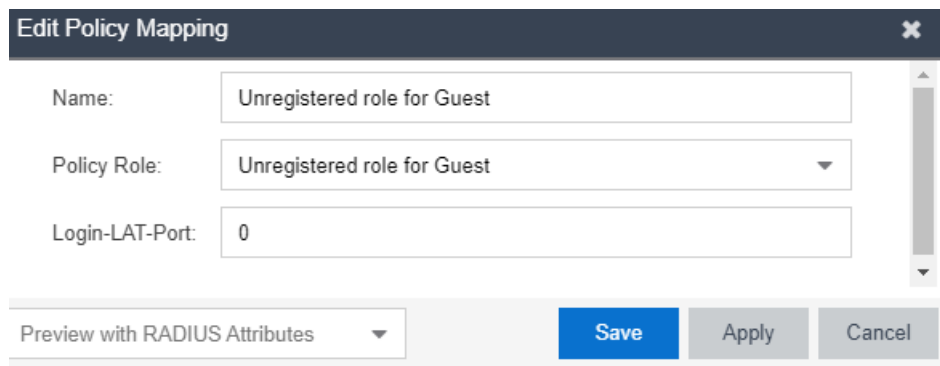 Edit Policy Mapping
Name: Unregistered role for Guest
Policy Role: Unregistered role for Guest
Login-LAT-Port: 0
Preview with RADIUS Attributes Save Apply Cancel